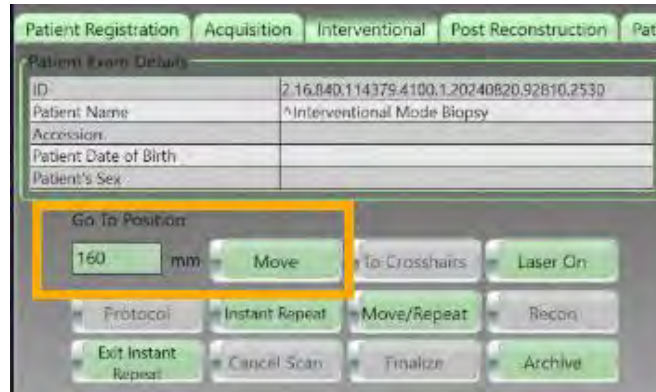 Patient Registration Acquisition Interventional Post Reconstruction Pat
Patient Exam Details
ID 2.16.840.114379.4100.1.20240820.92810.2530
Patient Name ^Interventional Mode Biopsy
Accession
Patient Date of Birth
Patient's Sex
Go To Position
160 mm Move To Crosshairs Laser On
Protocol Instant Repeat Move/Repeat Recon
Exit Instant Repeat Cancel Scan Finalize Archive